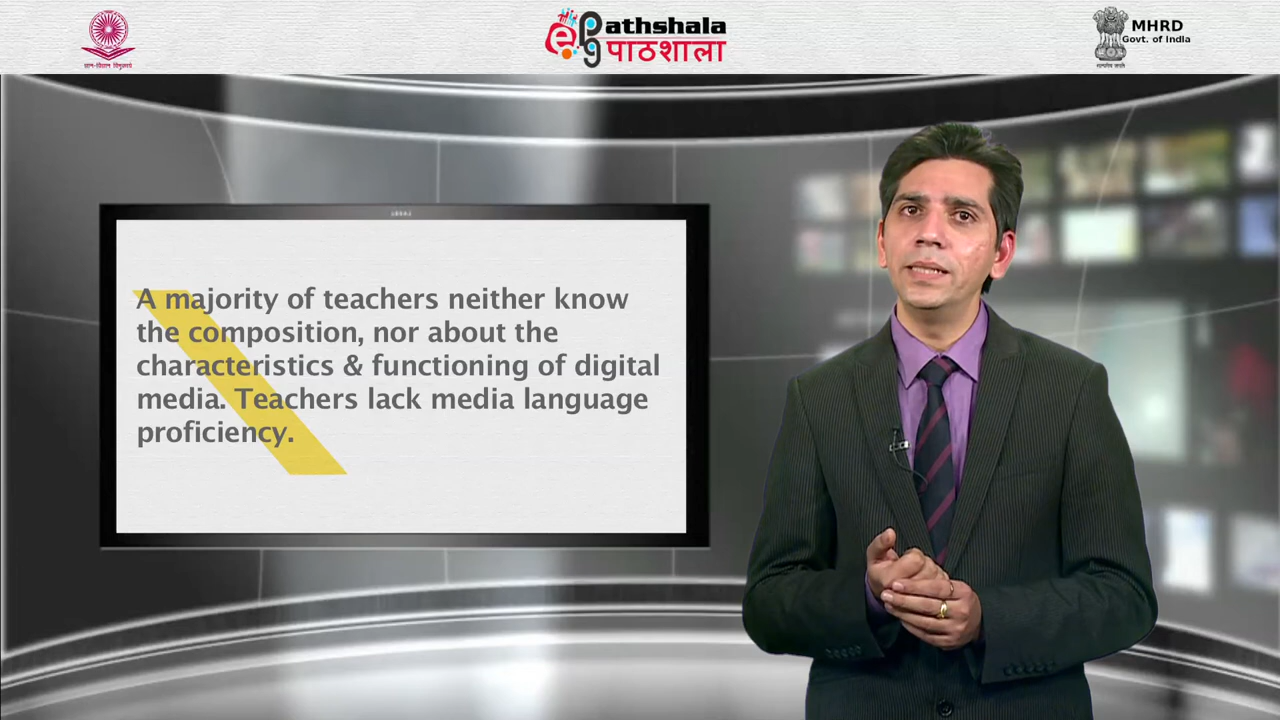 ePGpathshala
पाठशाला
MHRD
Govt. of India
A majority of teachers neither know
the composition, nor about the
characteristics & functioning of digital
media. Teachers lack media language
proficiency.